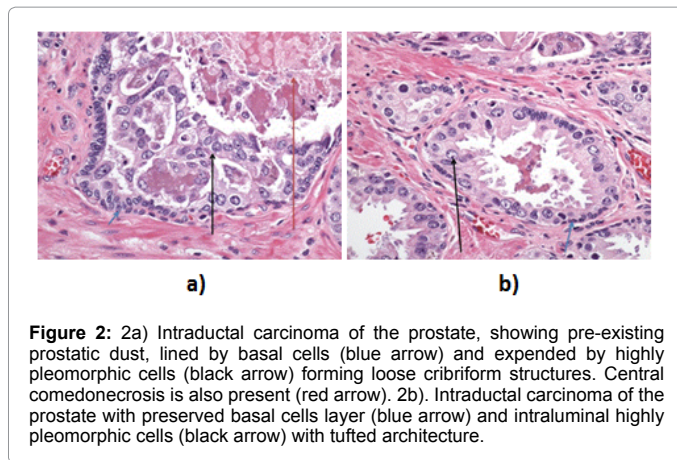 a)
b)
Figure 2: 2a) Intraductal carcinoma of the prostate, showing pre-existing
prostatic dust, lined by basal cells (blue arrow) and expended by highly
pleomorphic cells (black arrow) forming loose cribriform structures. Central
comedonecrosis is also present (red arrow). 2b). Intraductal carcinoma of the
prostate with preserved basal cells layer (blue arrow) and intraluminal highly
pleomorphic cells (black arrow) with tufted architecture.